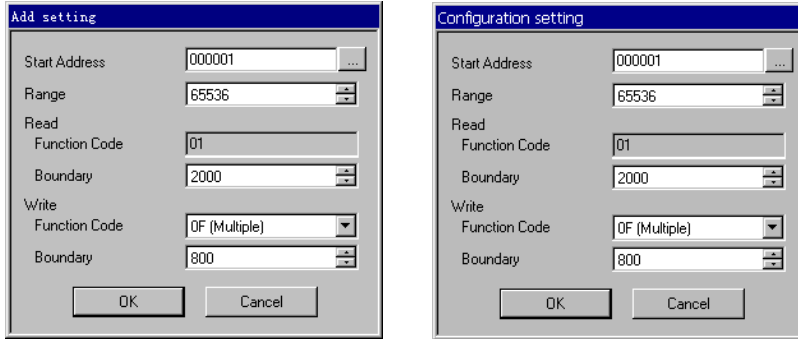 Add setting
Start Address 000001 ...
Range 65536
Read
Function Code 01
Boundary 2000
Write
Function Code 0F (Multiple)
Boundary 800
OK Cancel
Configuration setting
Start Address 000001 ...
Range 65536
Read
Function Code 01
Boundary 2000
Write
Function Code 0F (Multiple)
Boundary 800
OK Cancel